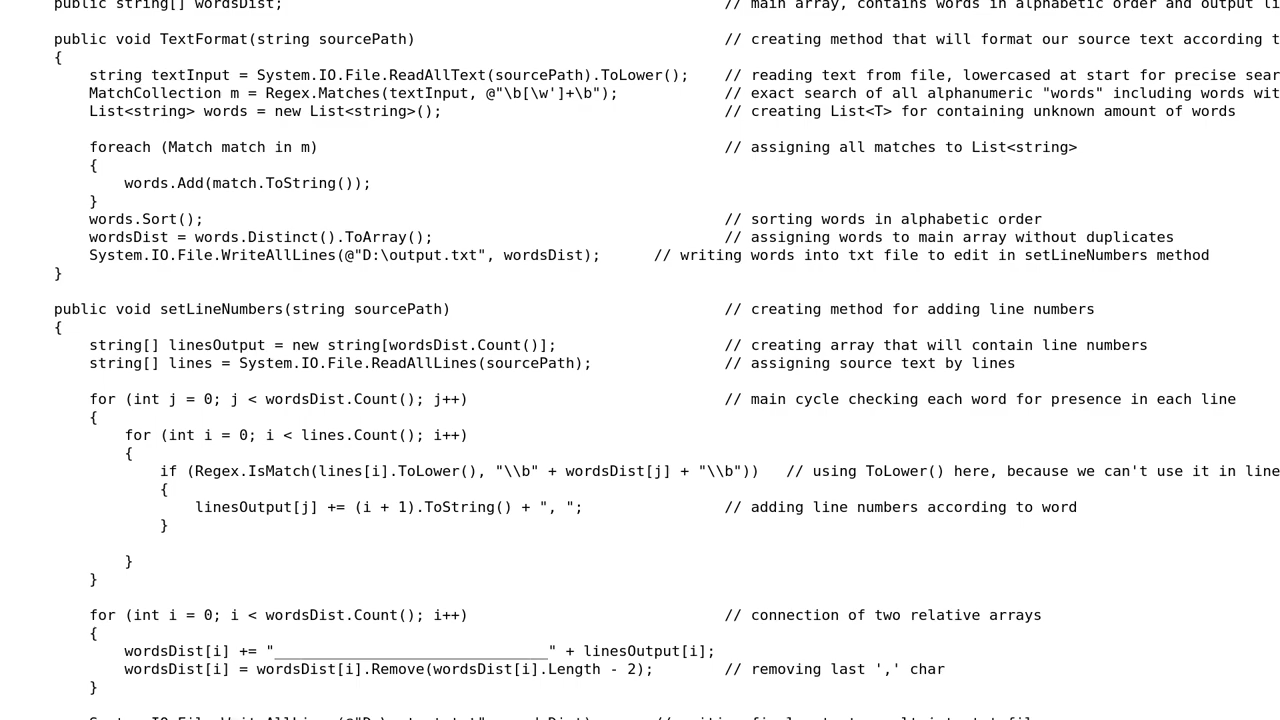 public string[] wordsDist; // main array, contains words in alphabetic order and output li
public void TextFormat(string sourcePath) // creating method that will format our source text according t
{
string textInput = System.IO.File.ReadAllText(sourcePath).ToLower(); // reading text from file, lowercased at start for precise sear
MatchCollection m = Regex.Matches(textInput, @"\b[\w']+\b"); // exact search of all alphanumeric "words" including words wit
List<string> words = new List<string>(); // creating List<T> for containing unknown amount of words
foreach (Match match in m) // assigning all matches to List<string>
{
words.Add(match.ToString());
}
words.Sort(); // sorting words in alphabetic order
wordsDist = words.Distinct().ToArray(); // assigning words to main array without duplicates
System.IO.File.WriteAllLines(@"D:\output.txt", wordsDist); // writing words into txt file to edit in setLineNumbers method
}
public void setLineNumbers(string sourcePath) // creating method for adding line numbers
{
string[] linesOutput = new string[wordsDist.Count()]; // creating array that will contain line numbers
string[] lines = System.IO.File.ReadAllLines(sourcePath); // assigning source text by lines
for (int j = 0; j < wordsDist.Count(); j++) // main cycle checking each word for presence in each line
{
for (int i = 0; i < lines.Count(); i++)
{
if (Regex.IsMatch(lines[i].ToLower(), "\\b" + wordsDist[j] + "\\b")) // using ToLower() here, because we can't use it in line
{
linesOutput[j] += (i + 1).ToString() + ", "; // adding line numbers according to word
}
}
}
for (int i = 0; i < wordsDist.Count(); i++) // connection of two relative arrays
{
wordsDist[i] += "_______________________________" + linesOutput[i];
wordsDist[i] = wordsDist[i].Remove(wordsDist[i].Length - 2); // removing last ',' char
}